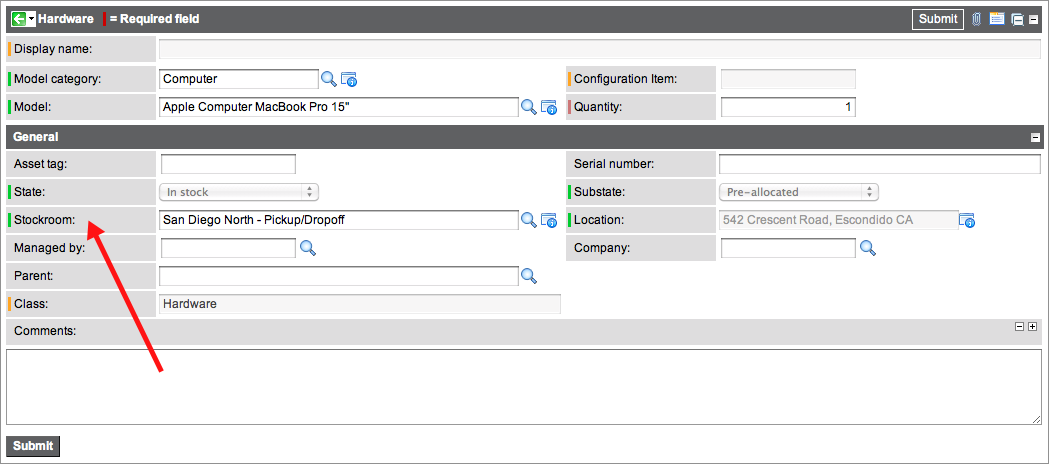 Hardware = Required field Submit
Display name:
Model category: Computer Configuration Item:
Model: Apple Computer MacBook Pro 15" Quantity: 1
General
Asset tag: Serial number:
State: In stock Substate: Pre-allocated
Stockroom: San Diego North - Pickup/Dropoff Location: 542 Crescent Road, Escondido CA
Managed by: Company:
Parent:
Class: Hardware
Comments:
Submit